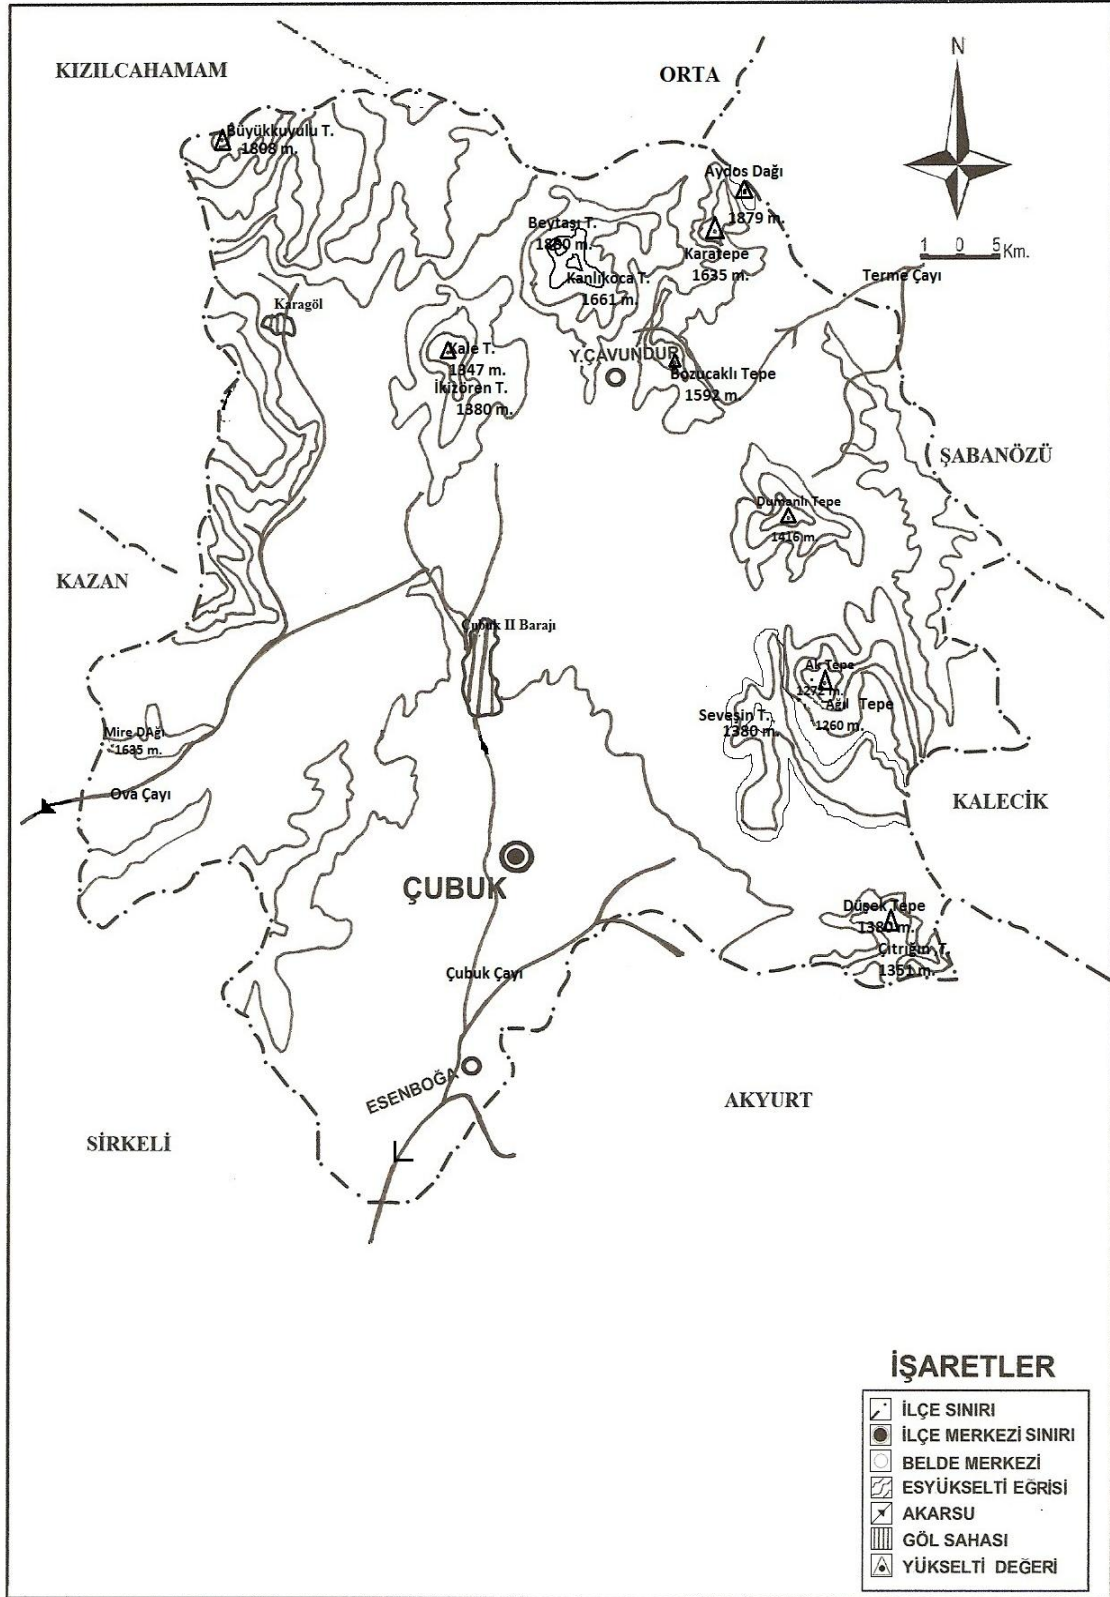 KIZILCAHAMAM
ORTA
N
Büyükkuyulu T.
1808 m.
Aydos Dağı
1879 m.
Beytaşı T.
Karatepe
1635 m.
1 0 5 Km.
Kanlıkoca T.
1661 m.
Terme Çayı
Karagöl
Kale T.
1347 m.
Y.ÇAVUNDUR
Bozucaklı Tepe
1592 m.
İkizören T.
1380 m.
ŞABANÖZÜ
Dumanlı Tepe
1416 m.
KAZAN
Çubuk II Barajı
Ak Tepe
1272 m.
Ağıl Tepe
1260 m.
Seveşin T.
1380 m.
Mire DAğı
1635 m.
Ova Çayı
KALECİK
ÇUBUK
Düşek Tepe
1380 m.
Çıtrığın T.
1351 m.
Çubuk Çayı
ESENBOĞA
AKYURT
SİRKELİ
İŞARETLER
İLÇE SINIRI
İLÇE MERKEZİ SINIRI
BELDE MERKEZİ
ESYÜKSELTİ EĞRİSİ
AKARSU
GÖL SAHASI
YÜKSELTİ DEĞERİ